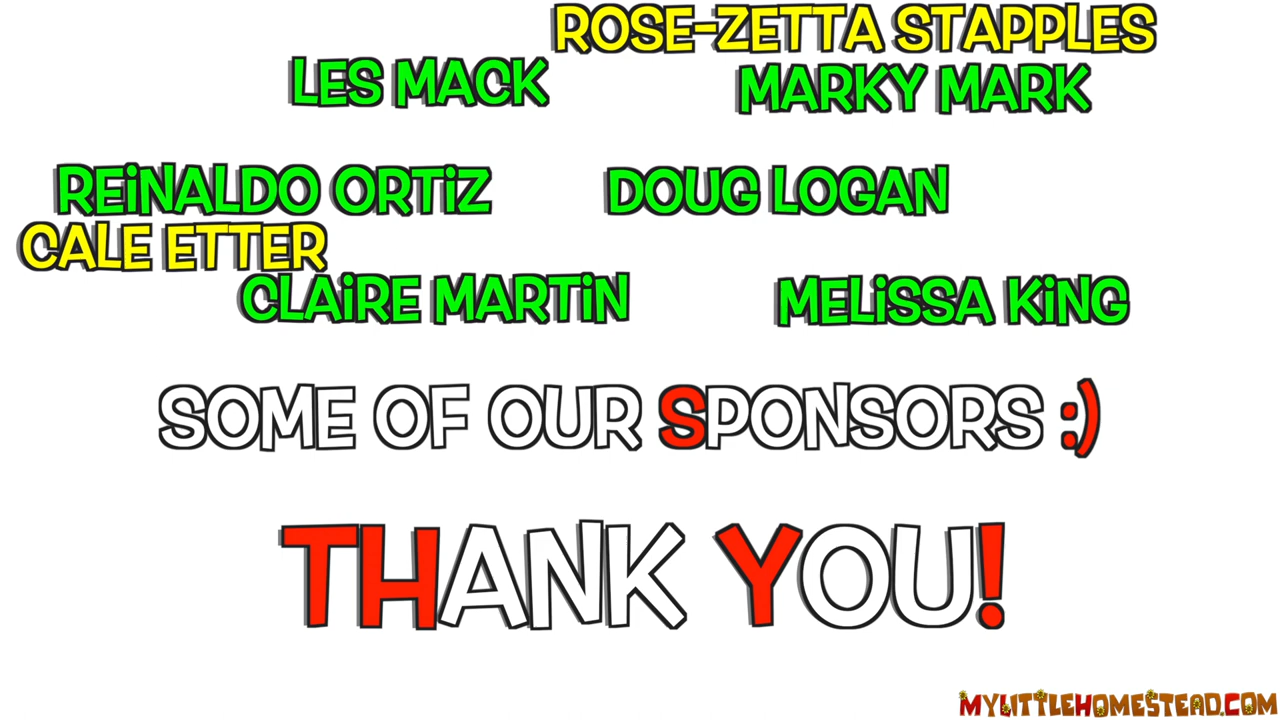 ROSE-ZETTA STAPPLES
LES MACK
MARKY MARK
REiNALDO ORTiZ
DOUG LOGAN
CALE ETTER
CLAiRE MARTiN
MELiSSA KiNG
SOME OF OUR SPONSORS :)
THANK YOU!
MYLITTLEHOMESTEAD.COM